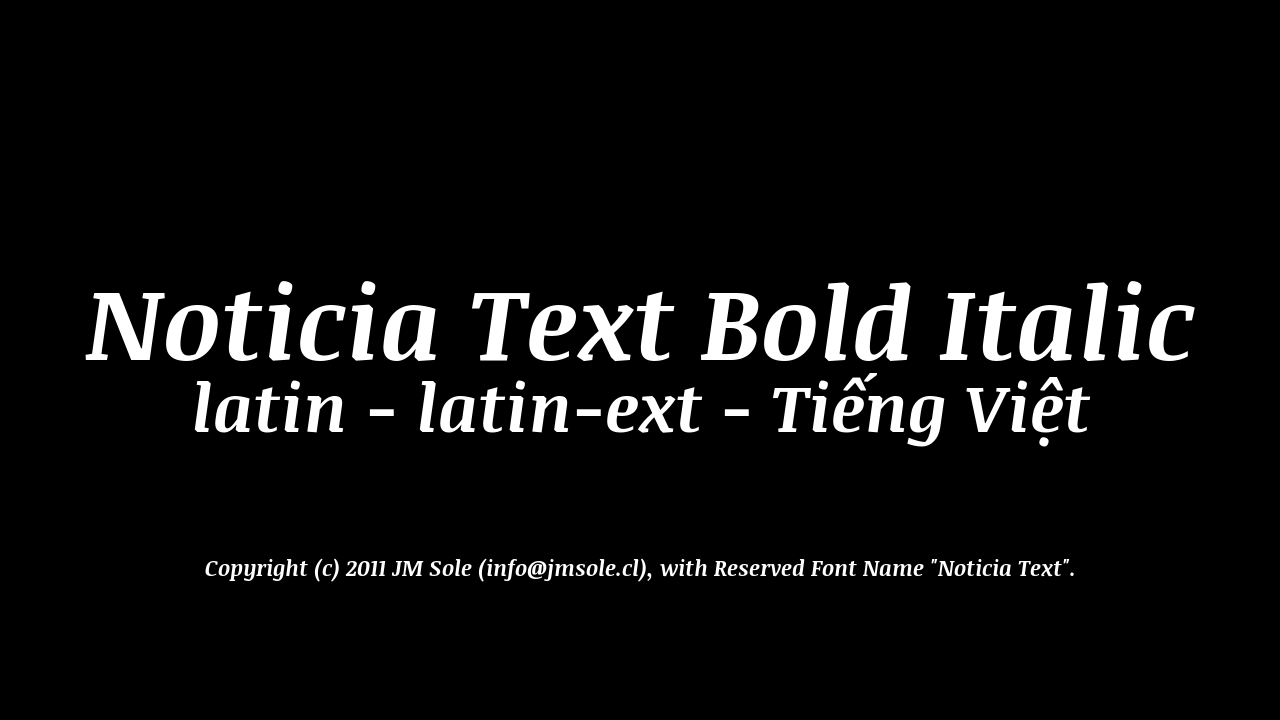 Noticia Text Bold Italic
latin - latin-ext - Tiếng Việt
Copyright (c) 2011 JM Sole (info@jmsole.cl), with Reserved Font Name "Noticia Text".